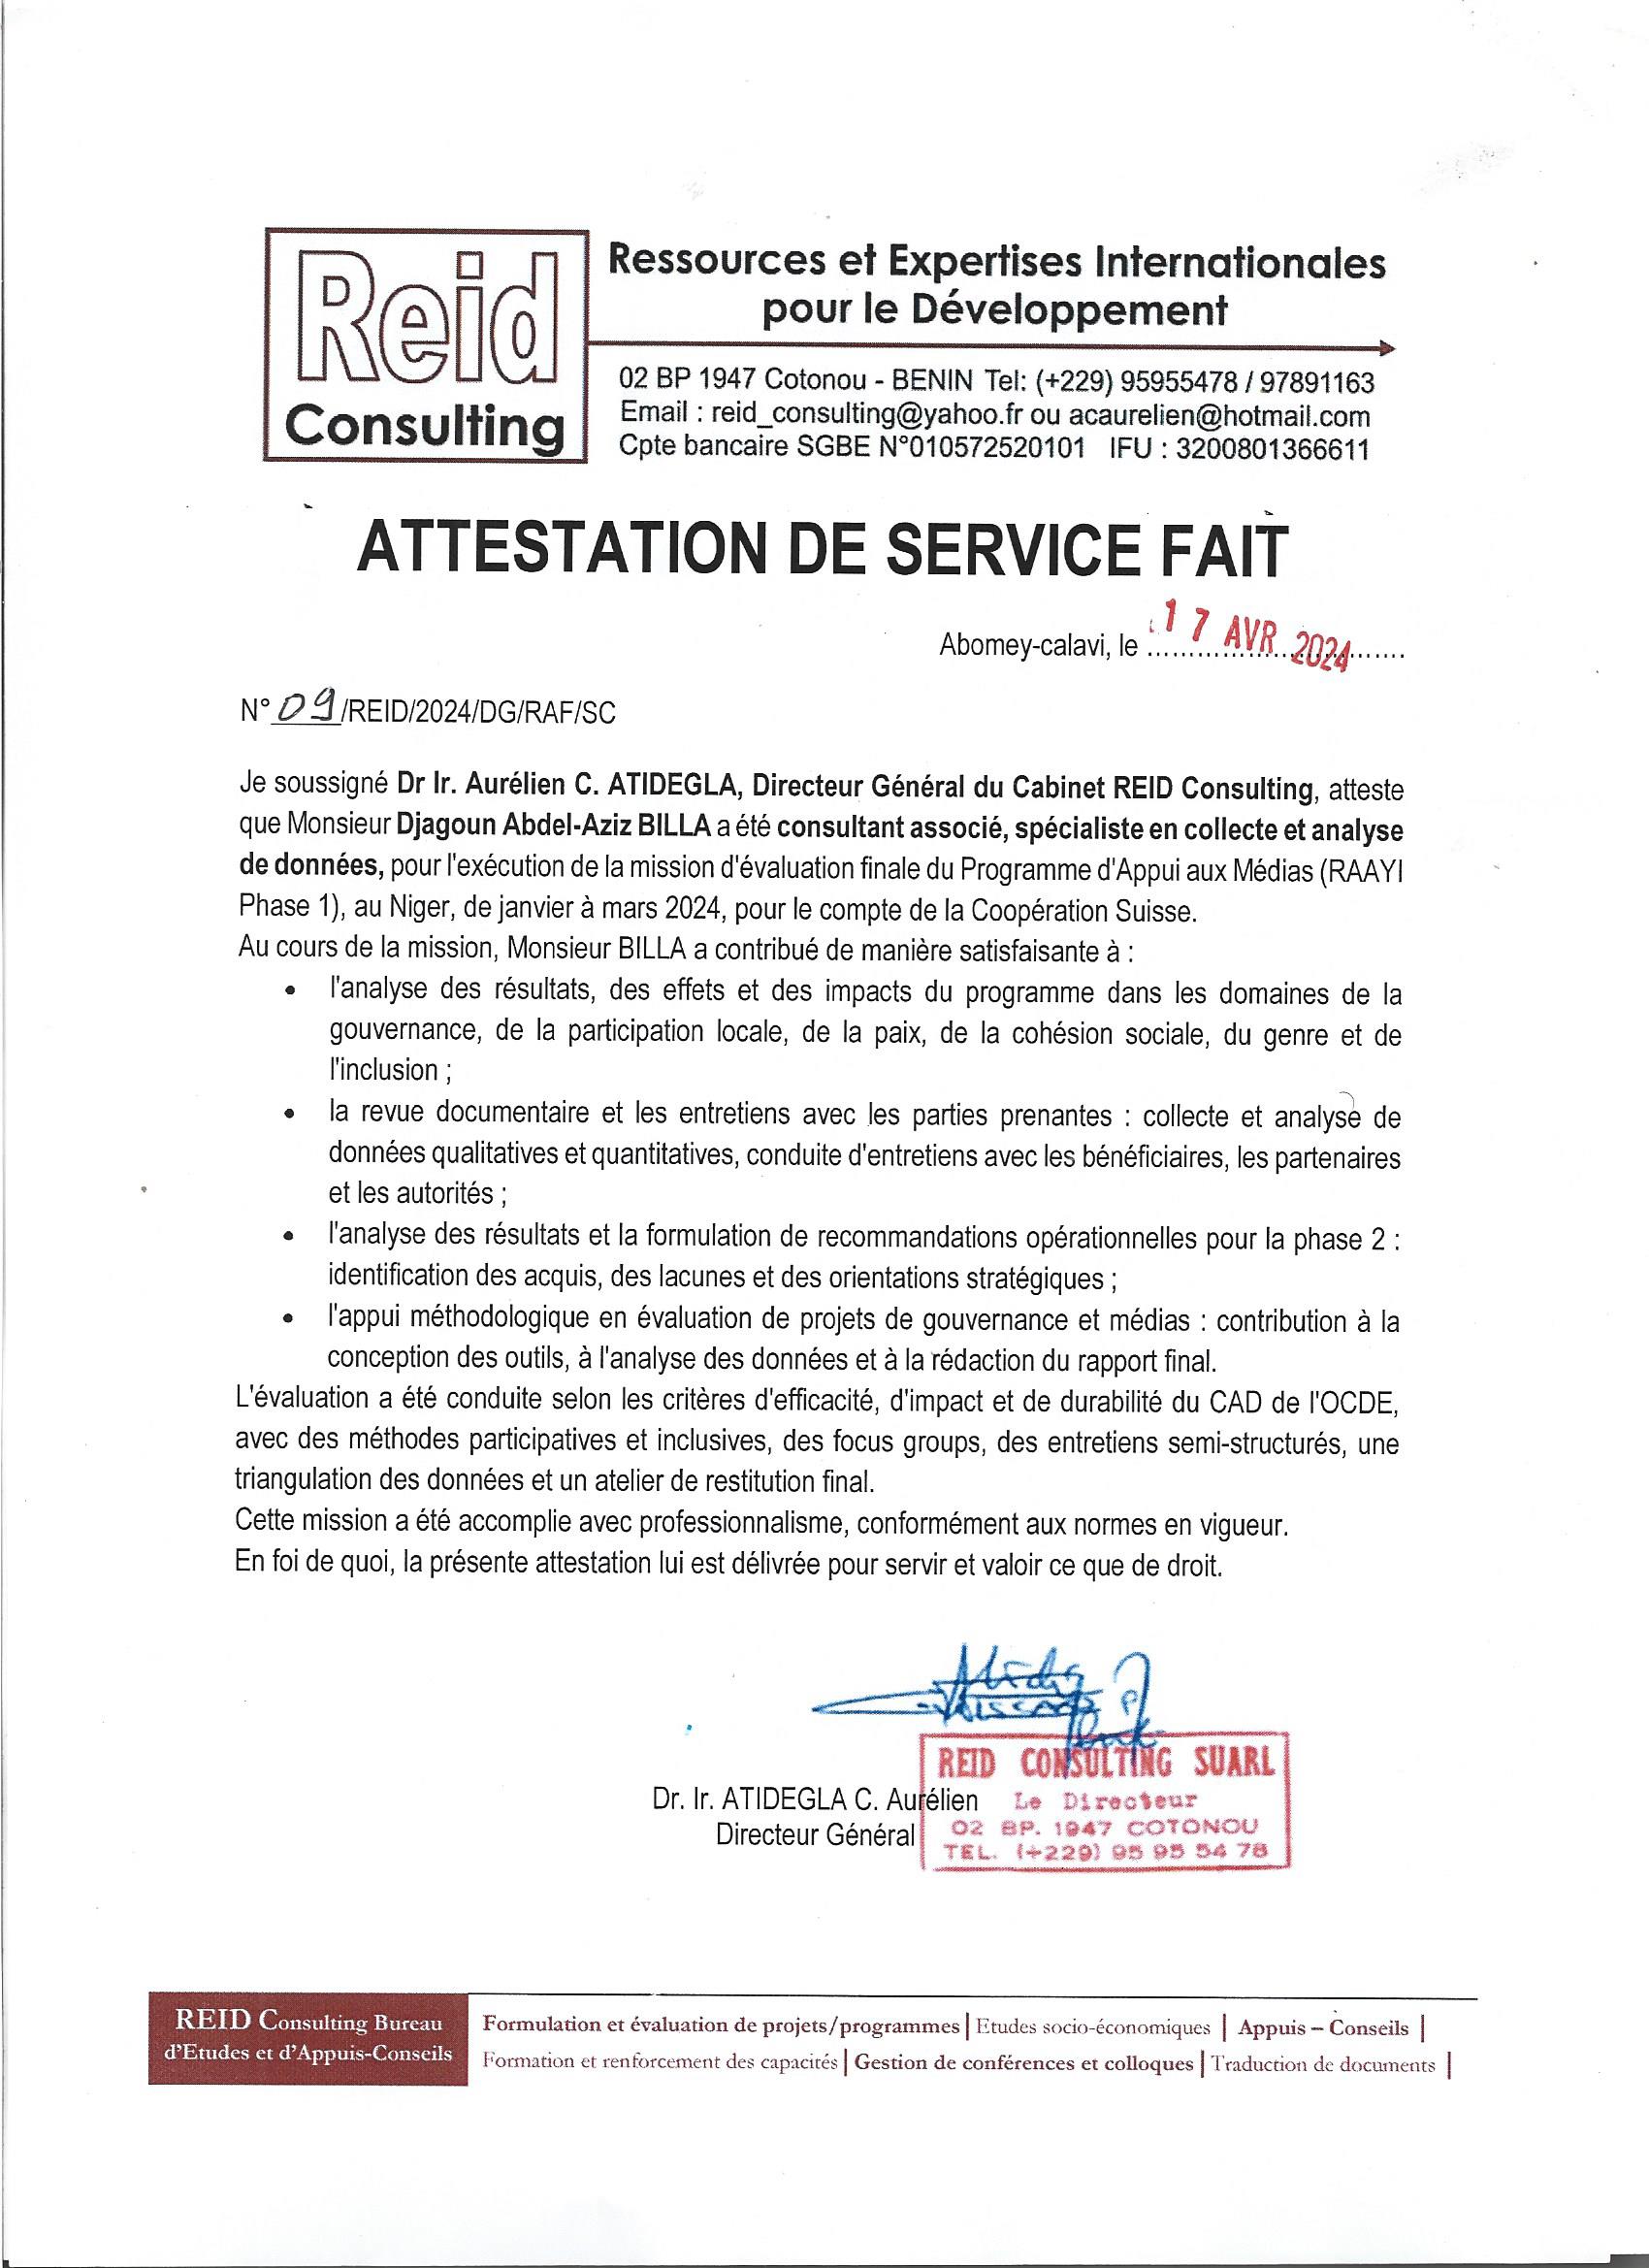 Reid
Consulting
Ressources et Expertises Internationales
pour le Développement
02 BP 1947 Cotonou - BENIN Tel: (+229) 95955478 / 97891163
Email : reid_consulting@yahoo.fr ou acaurelien@hotmail.com
Cpte bancaire SGBE N°010572520101 IFU : 3200801366611
ATTESTATION DE SERVICE FAIT
Abomey-calavi, le 17 AVR 2024
N° 09/REID/2024/DG/RAF/SC
Je soussigné Dr Ir. Aurélien C. ATIDEGLA, Directeur Général du Cabinet REID Consulting, atteste
que Monsieur Djagoun Abdel-Aziz BILLA a été consultant associé, spécialiste en collecte et analyse
de données, pour l'exécution de la mission d'évaluation finale du Programme d'Appui aux Médias (RAAYI
Phase 1), au Niger, de janvier à mars 2024, pour le compte de la Coopération Suisse.
Au cours de la mission, Monsieur BILLA a contribué de manière satisfaisante à :
• l'analyse des résultats, des effets et des impacts du programme dans les domaines de la
gouvernance, de la participation locale, de la paix, de la cohésion sociale, du genre et de
l'inclusion ;
• la revue documentaire et les entretiens avec les parties prenantes : collecte et analyse de
données qualitatives et quantitatives, conduite d'entretiens avec les bénéficiaires, les partenaires
et les autorités ;
• l'analyse des résultats et la formulation de recommandations opérationnelles pour la phase 2 :
identification des acquis, des lacunes et des orientations stratégiques ;
• l'appui méthodologique en évaluation de projets de gouvernance et médias : contribution à la
conception des outils, à l'analyse des données et à la rédaction du rapport final.
L'évaluation a été conduite selon les critères d'efficacité, d'impact et de durabilité du CAD de l'OCDE,
avec des méthodes participatives et inclusives, des focus groups, des entretiens semi-structurés, une
triangulation des données et un atelier de restitution final.
Cette mission a été accomplie avec professionnalisme, conformément aux normes en vigueur.
En foi de quoi, la présente attestation lui est délivrée pour servir et valoir ce que de droit.
REID CONSULTING SUARL
Dr. Ir. ATIDEGLA C. Aurélien
Le Directeur
Directeur Général
02 BP. 1947 COTONOU
TEL. (+229) 95 95 54 78
REID Consulting Bureau
d'Etudes et d'Appuis-Conseils
Formulation et évaluation de projets/programmes | Etudes socio-économiques | Appuis – Conseils |
Formation et renforcement des capacités | Gestion de conférences et colloques | Traduction de documents |